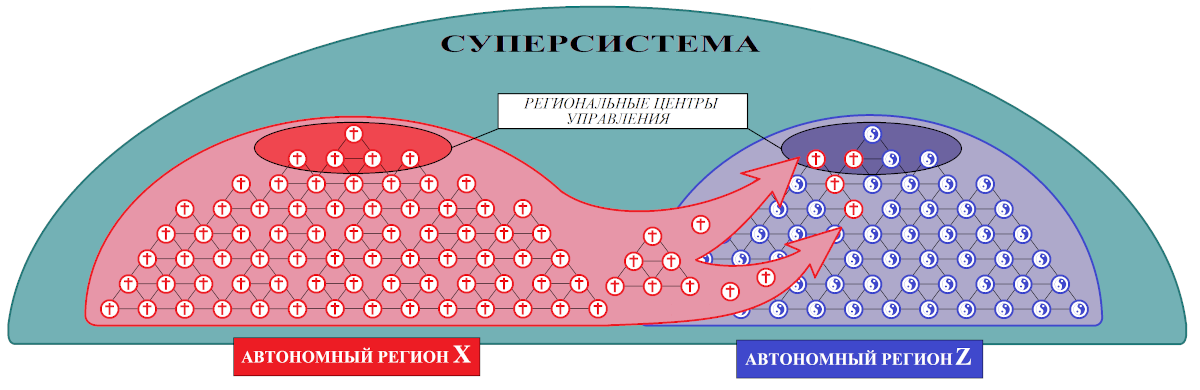 СУПЕРСИСТЕМА
РЕГИОНАЛЬНЫЕ ЦЕНТРЫ
УПРАВЛЕНИЯ
АВТОНОМНЫЙ РЕГИОН X
АВТОНОМНЫЙ РЕГИОН Z